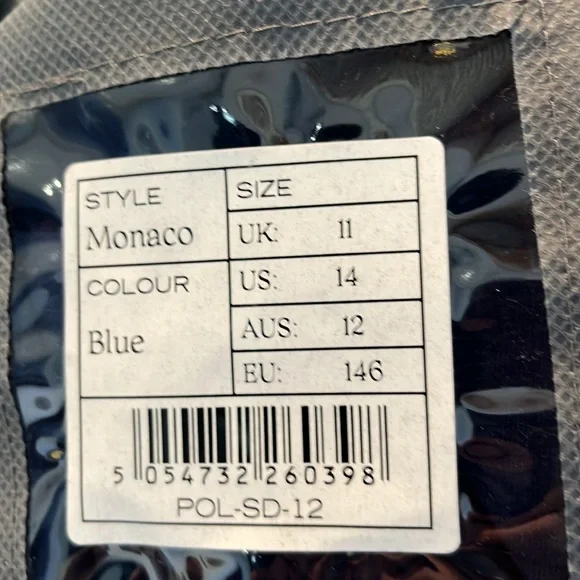 STYLE
Monaco
COLOUR
Blue
SIZE
UK: 11
US: 14
AUS: 12
EU: 146
5 054732 260398
POL-SD-12